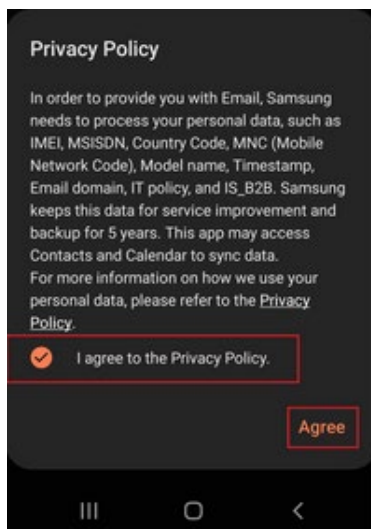 Privacy Policy
In order to provide you with Email, Samsung
needs to process your personal data, such as
IMEI, MSISDN, Country Code, MNC (Mobile
Network Code), Model name, Timestamp,
Email domain, IT policy, and IS_B2B. Samsung
keeps this data for service improvement and
backup for 5 years. This app may access
Contacts and Calendar to sync data.
For more information on how we use your
personal data, please refer to the Privacy
Policy.
I agree to the Privacy Policy.
Agree